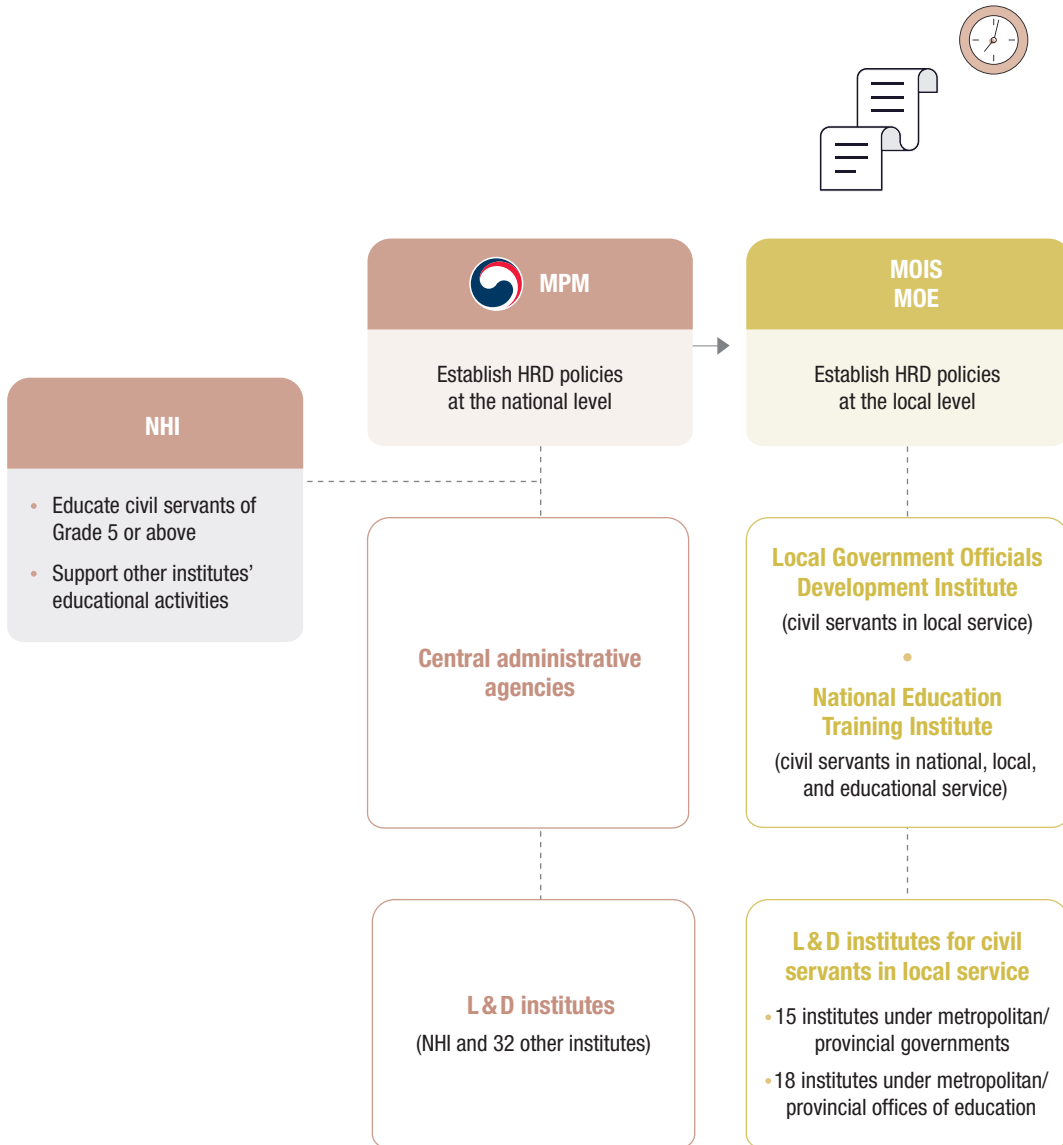 MPM
Establish HRD policies
at the national level
MOIS
MOE
Establish HRD policies
at the local level
NHI
• Educate civil servants of
Grade 5 or above
• Support other institutes’
educational activities
Central administrative
agencies
Local Government Officials
Development Institute
(civil servants in local service)
•
National Education
Training Institute
(civil servants in national, local,
and educational service)
L&D institutes
(NHI and 32 other institutes)
L&D institutes for civil
servants in local service
• 15 institutes under metropolitan/
provincial governments
• 18 institutes under metropolitan/
provincial offices of education